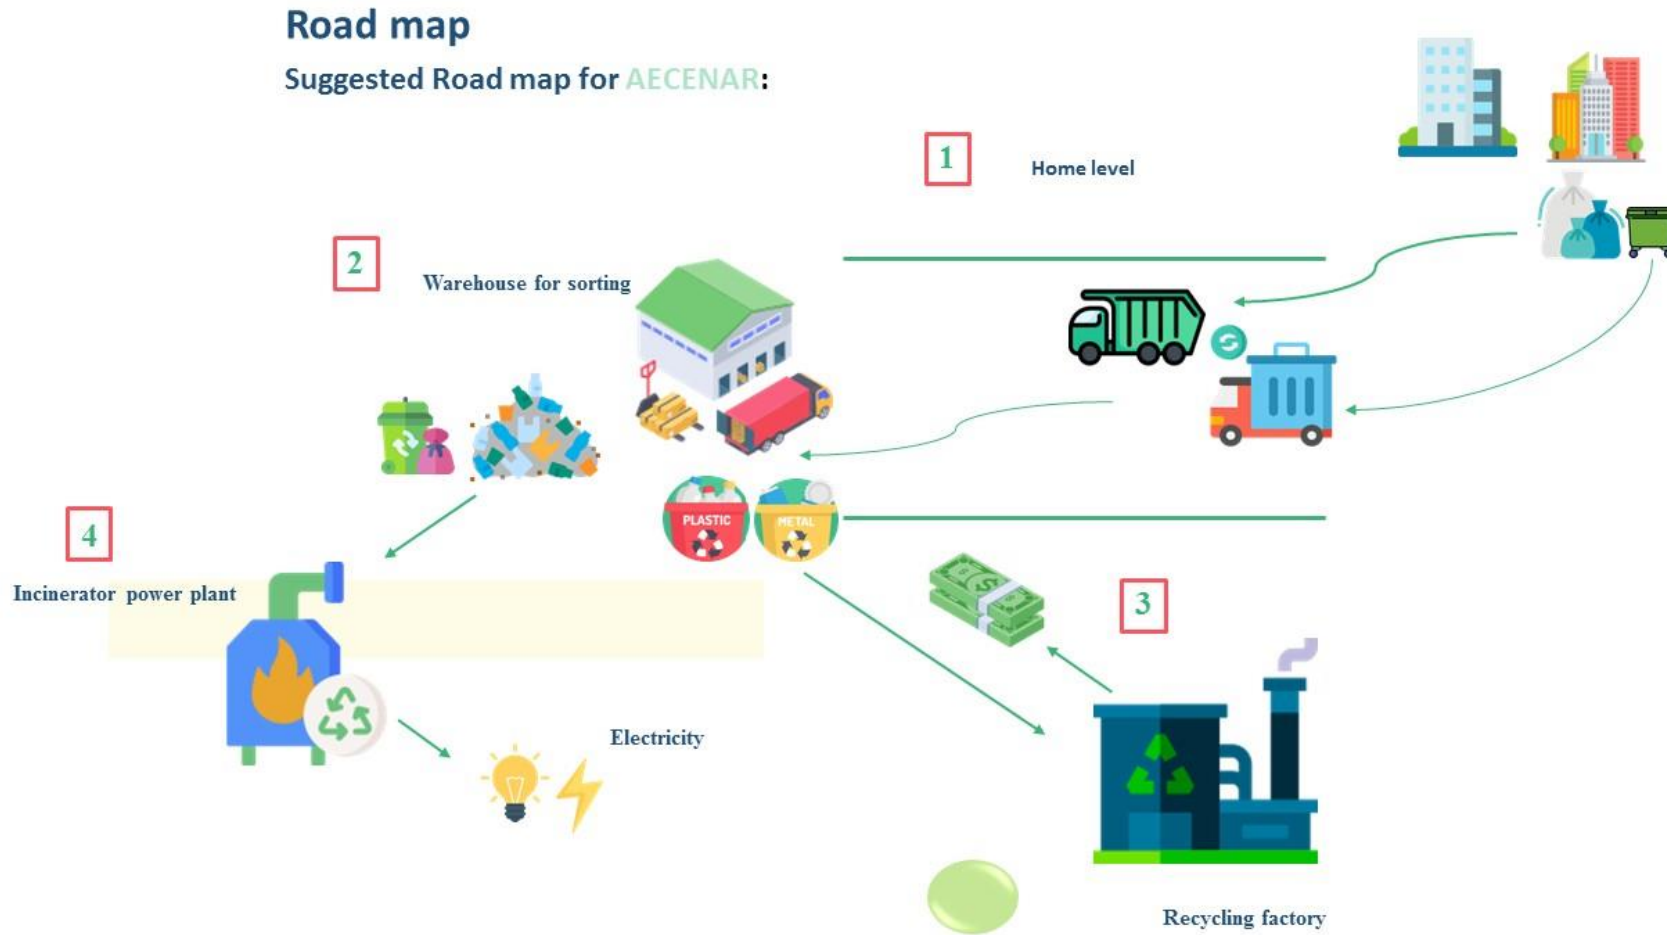 Road map
Suggested Road map for AECENAR:
1
Home level
2
Warehouse for sorting
PLASTIC
METAL
4
Incinerator power plant
3
Electricity
Recycling factory